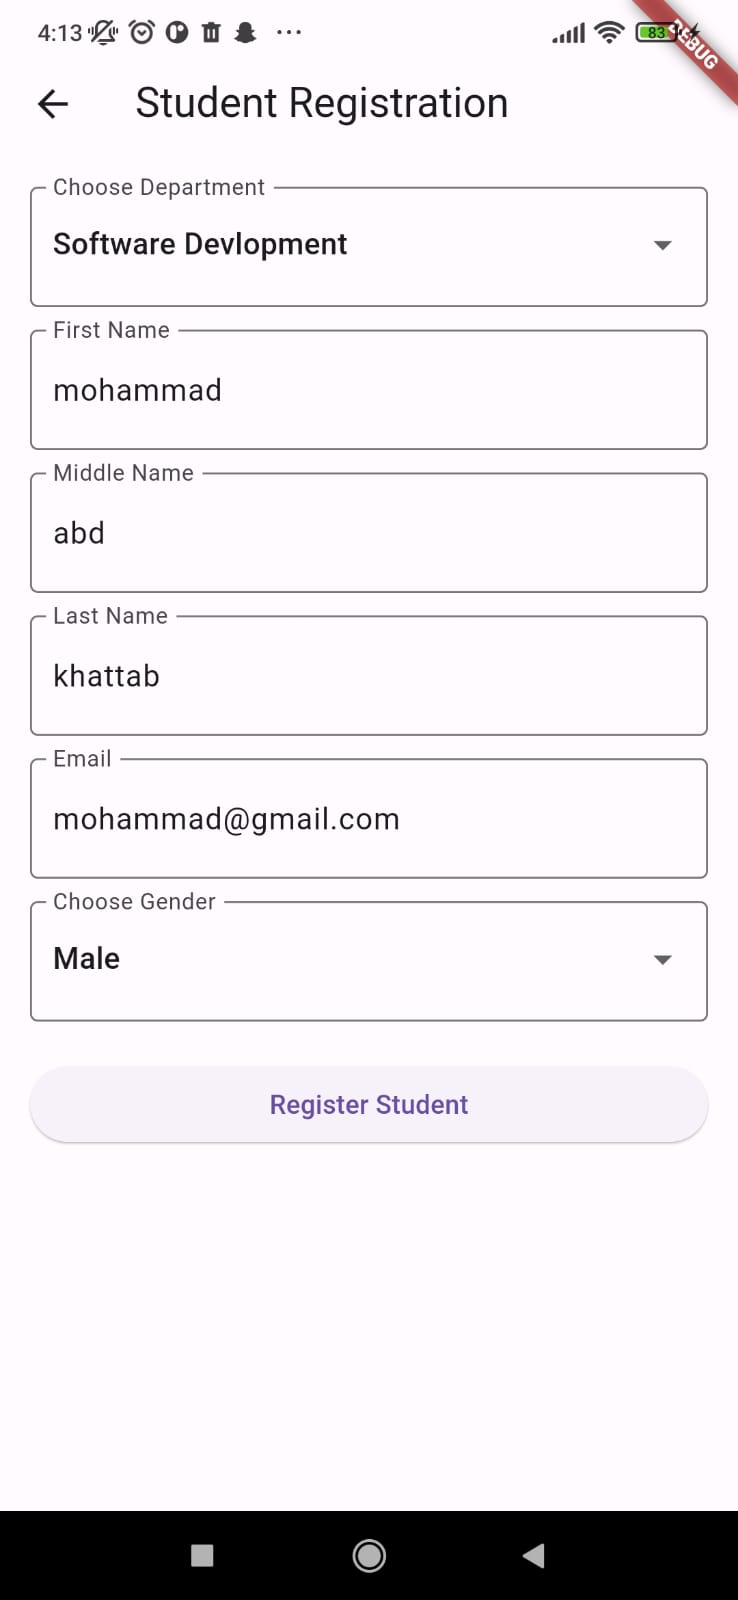 4:13
83
DEBUG
Student Registration
Choose Department
Software Devlopment
First Name
mohammad
Middle Name
abd
Last Name
khattab
Email
mohammad@gmail.com
Choose Gender
Male
Register Student